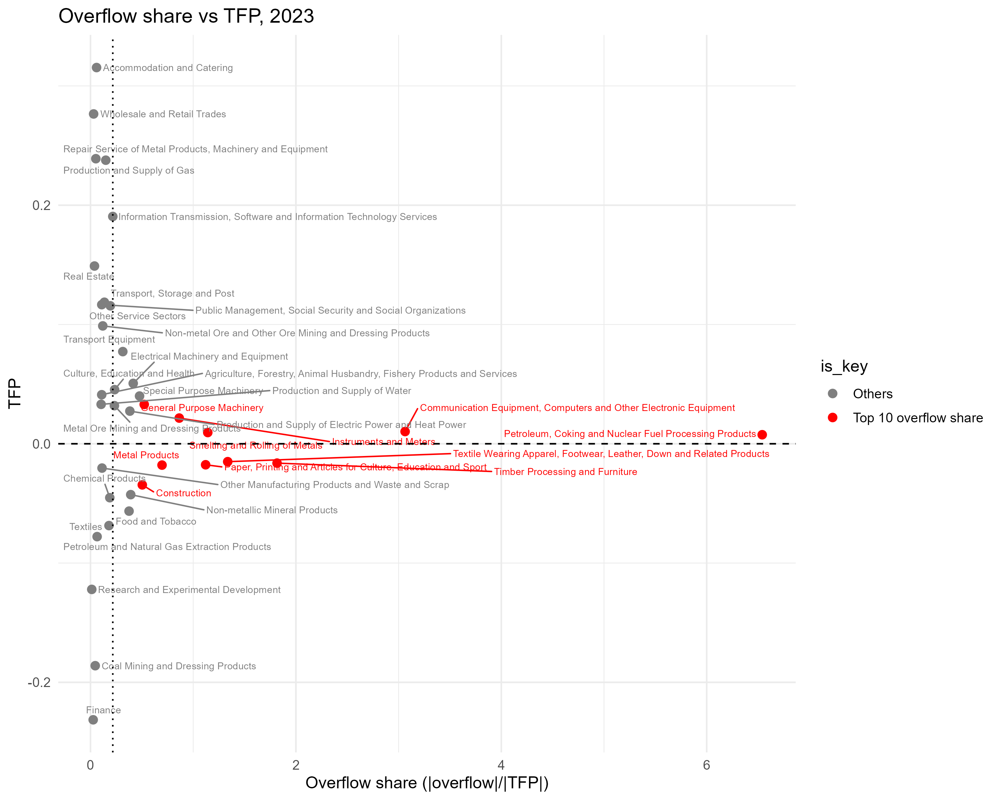 Overflow share vs TFP, 2023
Accommodation and Catering
Wholesale and Retail Trades
Repair Service of Metal Products, Machinery and Equipment
Production and Supply of Gas
0.2
Information Transmission, Software and Information Technology Services
Real Estate
Transport, Storage and Post
Public Management, Social Security and Social Organizations
Other Service Sectors
Non-metal Ore and Other Ore Mining and Dressing Products
Transport Equipment
Electrical Machinery and Equipment
Culture, Education and Health
Agriculture, Forestry, Animal Husbandry, Fishery Products and Services
Special Purpose Machinery
Production and Supply of Water
General Purpose Machinery
Communication Equipment, Computers and Other Electronic Equipment
Production and Supply of Electric Power and Heat Power
Metal Ore Mining and Dressing Products
Petroleum, Coking and Nuclear Fuel Processing Products
Instruments and Meters
0.0
Smelting and Rolling of Metals
Metal Products
Textile Wearing Apparel, Footwear, Leather, Down and Related Products
Paper, Printing and Articles for Culture, Education and Sport
Timber Processing and Furniture
Chemical Products
Other Manufacturing Products and Waste and Scrap
Construction
Non-metallic Mineral Products
Food and Tobacco
Textiles
Petroleum and Natural Gas Extraction Products
Research and Experimental Development
Coal Mining and Dressing Products
-0.2
Finance
TFP
0
2
4
6
Overflow share (|overflow|/|TFP|)
is_key
Others
Top 10 overflow share